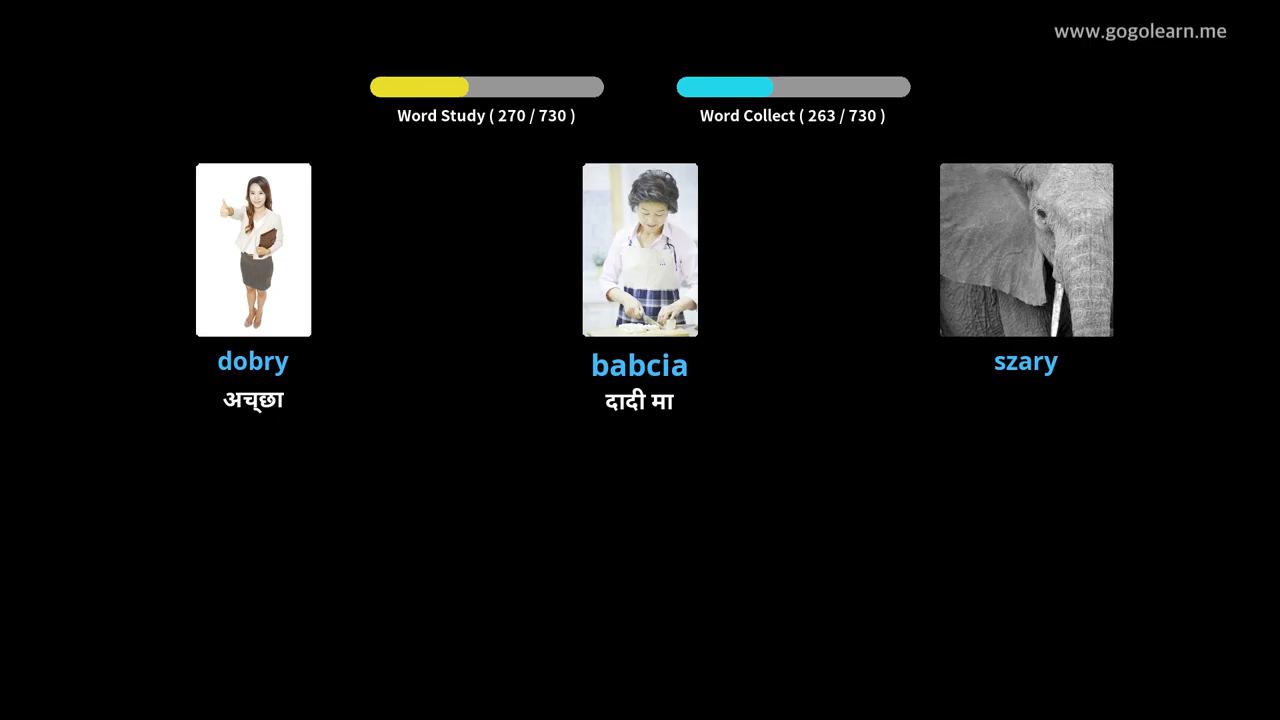 www.gogolearn.me
Word Study ( 270 / 730 )
Word Collect ( 263 / 730 )
dobry
babcia
szary
अच्छा
दादी मा